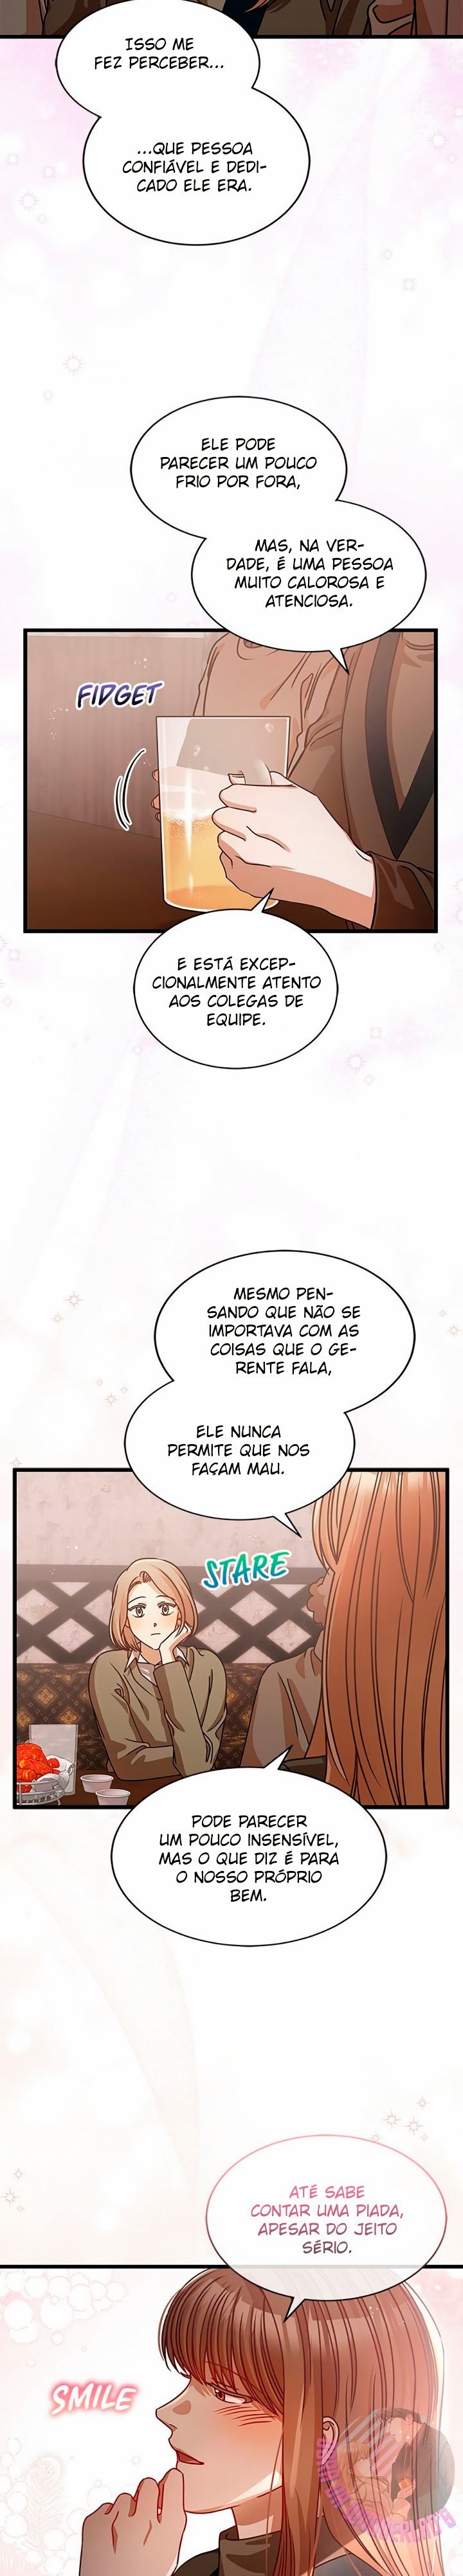 ISSO ME
FEZ PERCEBER...
...QUE PESSOA
CONFIÁVEL E DEDI-
CADO ELE ERA.
ELE PODE
PARECER UM POUCO
FRIO POR FORA,
MAS, NA VER-
DADE, É UMA PESSOA
MUITO CALOROSA E
ATENCIOSA.
FIDGET
E ESTÁ EXCEP-
CIONALMENTE ATENTO
AOS COLEGAS DE
EQUIPE.
MESMO PEN-
SANDO QUE NÃO SE
IMPORTAVA COM AS
COISAS QUE O GE-
RENTE FALA,
ELE NUNCA
PERMITE QUE NOS
FAÇAM MAU.
STARE
PODE PARECER
UM POUCO INSENSÍVEL,
MAS O QUE DIZ É PARA
O NOSSO PRÓPRIO
BEM.
ATÉ SABE
CONTAR UMA PIADA,
APESAR DO JEITO
SÉRIO.
SMILE